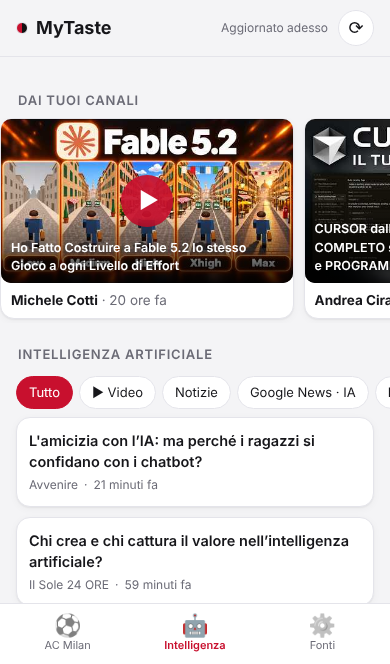 MyTaste
Aggiornato adesso
DAI TUOI CANALI
Fable 5.2
Ho Fatto Costruire a Fable 5.2 lo stesso
Gioco a ogni Livello di Effort
High
Xhigh
Max
Michele Cotti · 20 ore fa
CU
IL TU
CURSOR dall
COMPLETO
e PROGRAM
Andrea Cira
INTELLIGENZA ARTIFICIALE
Tutto
Video
Notizie
Google News · IA
L'amicizia con l'IA: ma perché i ragazzi si
confidano con i chatbot?
Avvenire · 21 minuti fa
Chi crea e chi cattura il valore nell'intelligenza
artificiale?
Il Sole 24 ORE · 59 minuti fa
AC Milan
Intelligenza
Fonti